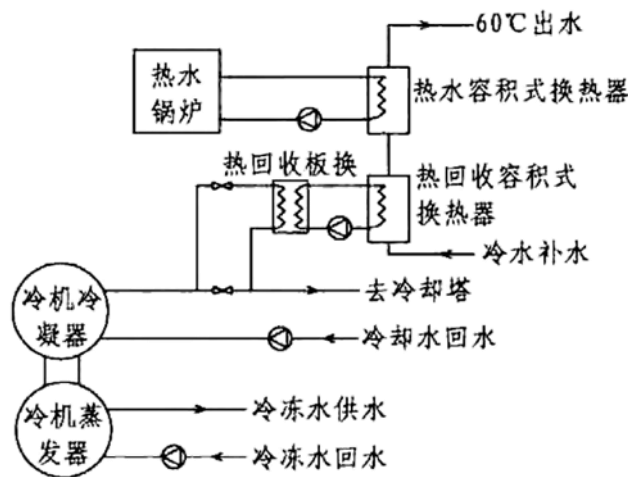 60℃出水
热水
锅炉
热水容积式换热器
热回收板换
热回收容积式
换热器
冷水补水
冷机冷
凝器
去冷却塔
冷却水回水
冷机蒸
发器
冷冻水供水
冷冻水回水